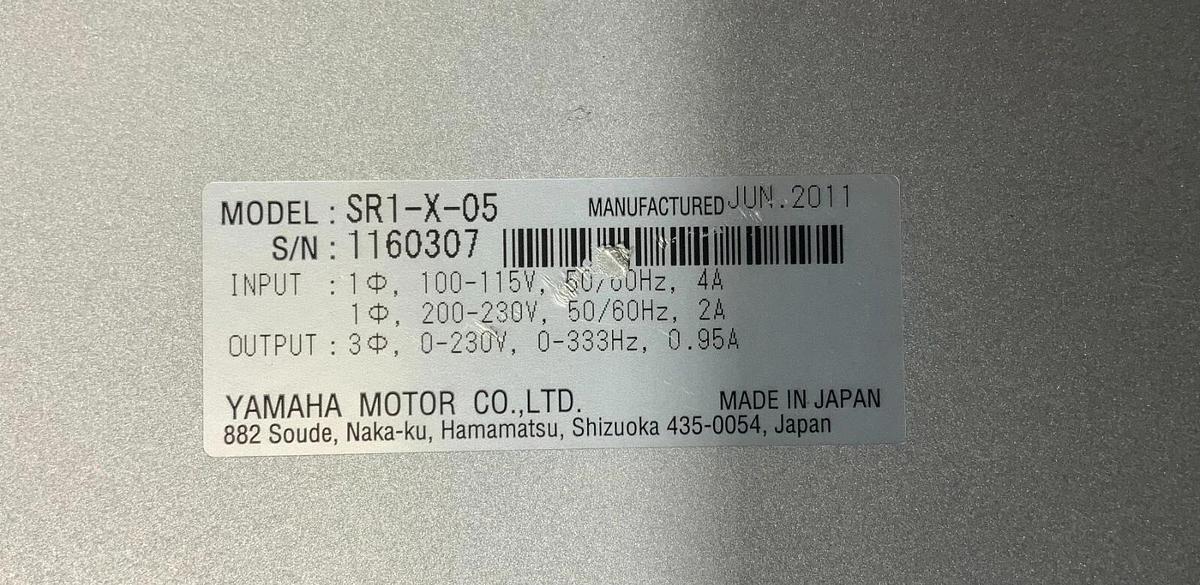 MODEL : SR1-X-05 MANUFACTURED JUN.2011
S/N : 1160307
INPUT : 1Φ, 100-115V, 50/60Hz, 4A
1Φ, 200-230V, 50/60Hz, 2A
OUTPUT : 3Φ, 0-230V, 0-333Hz, 0.95A
YAMAHA MOTOR CO.,LTD. MADE IN JAPAN
882 Soude, Naka-ku, Hamamatsu, Shizuoka 435-0054, Japan